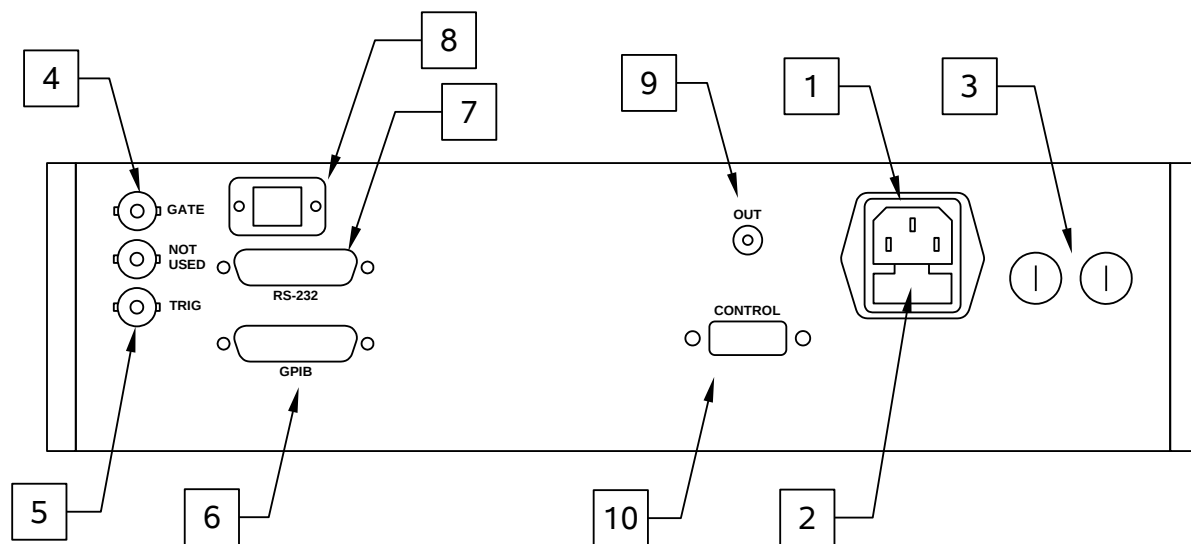 8
4
7
9
1
3
GATE
OUT
NOT
USED
RS-232
TRIG
CONTROL
GPIB
5
6
10
2